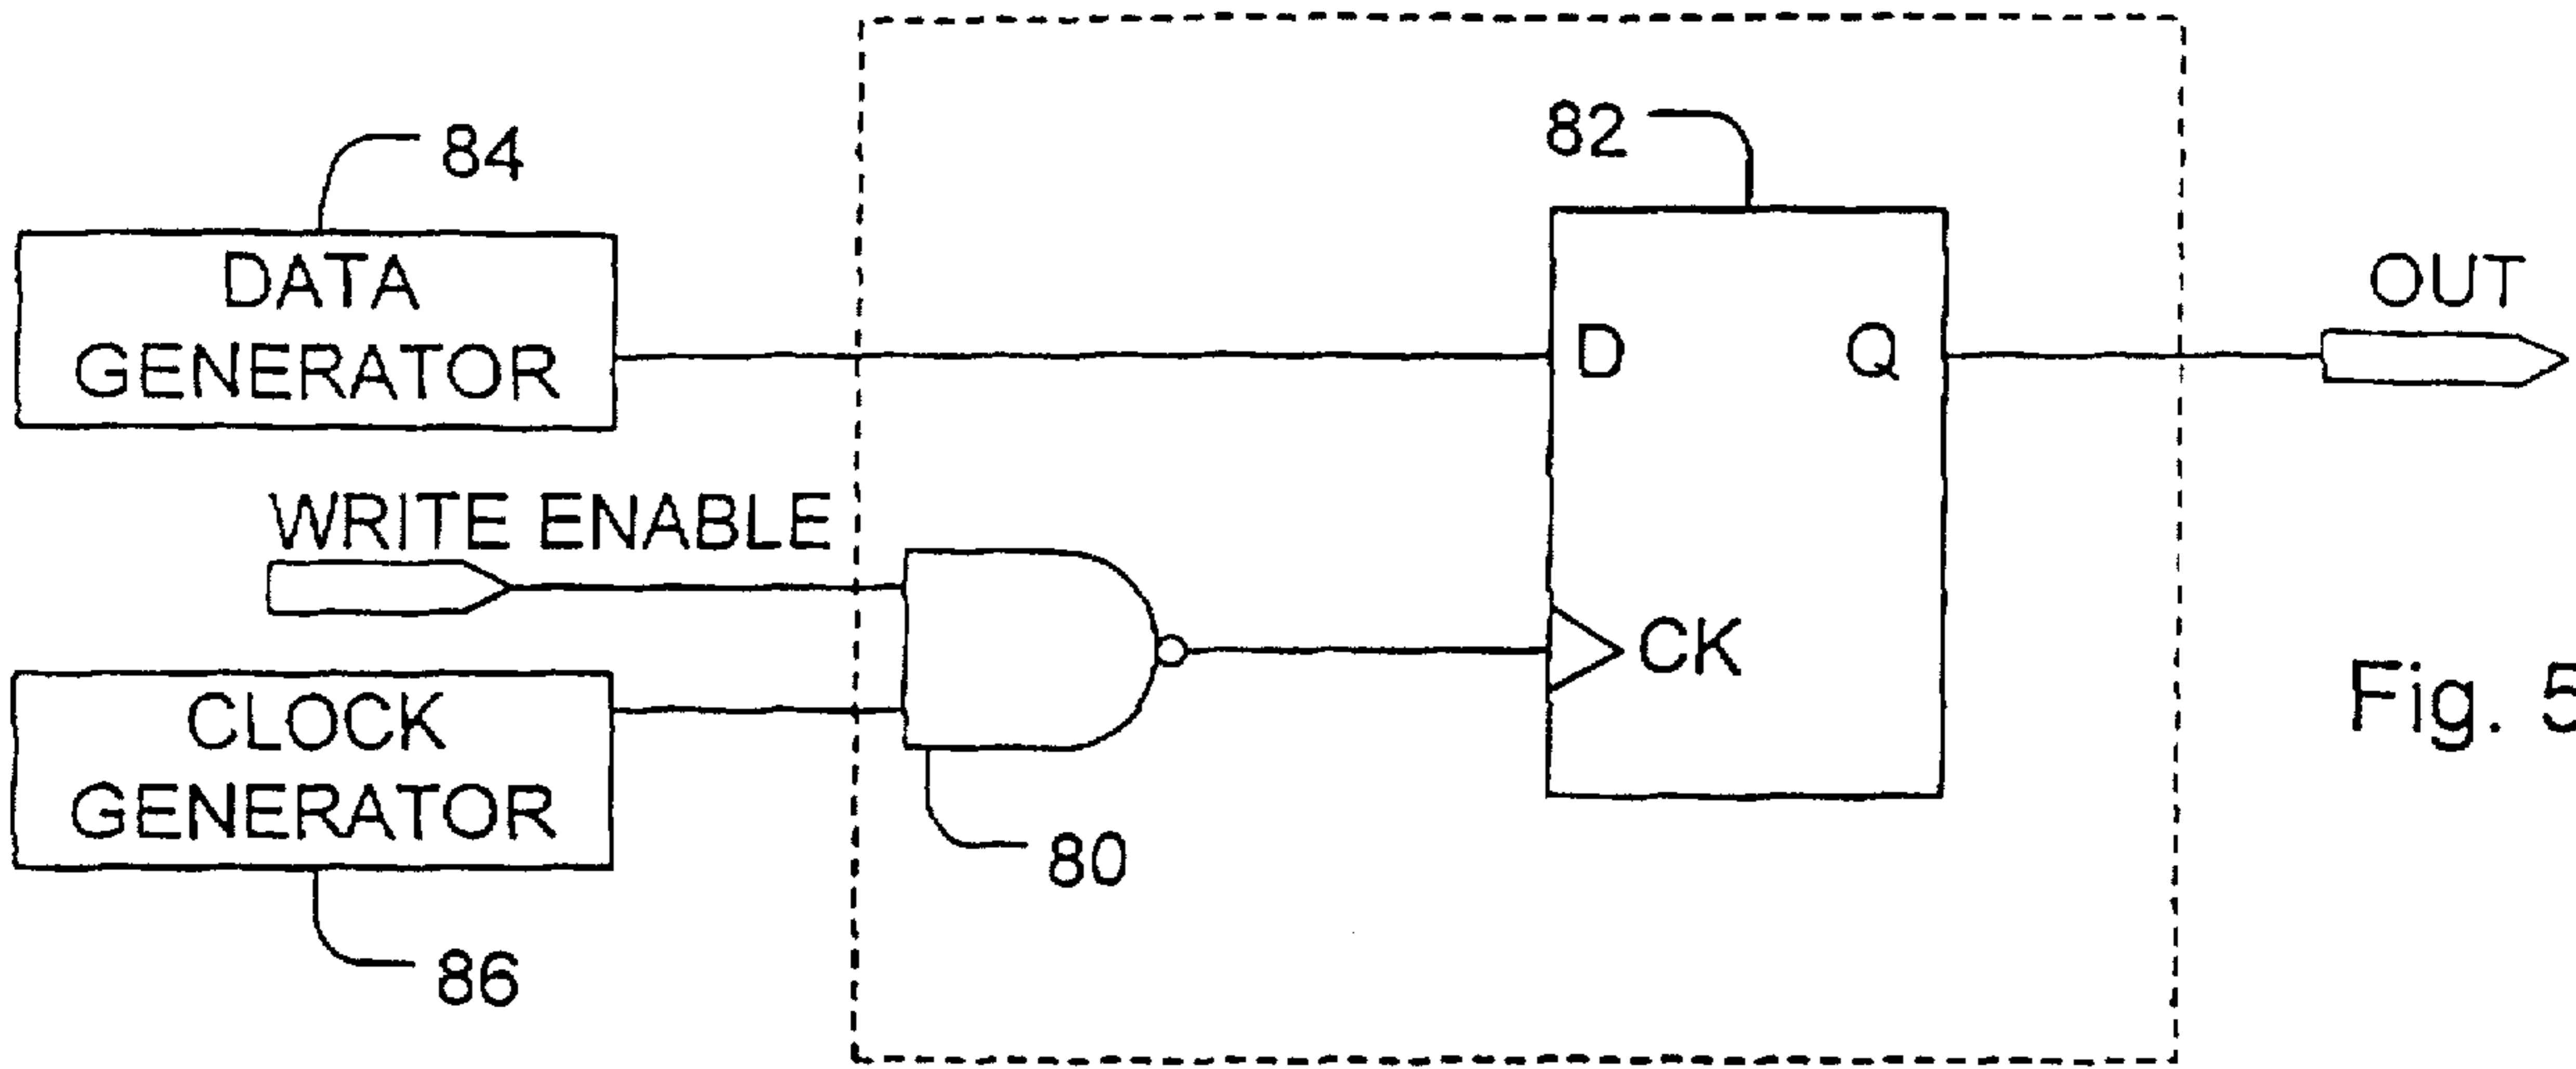 84
DATA
GENERATOR
82
D
Q
OUT
WRITE ENABLE
CK
CLOCK
GENERATOR
80
86
Fig. 5